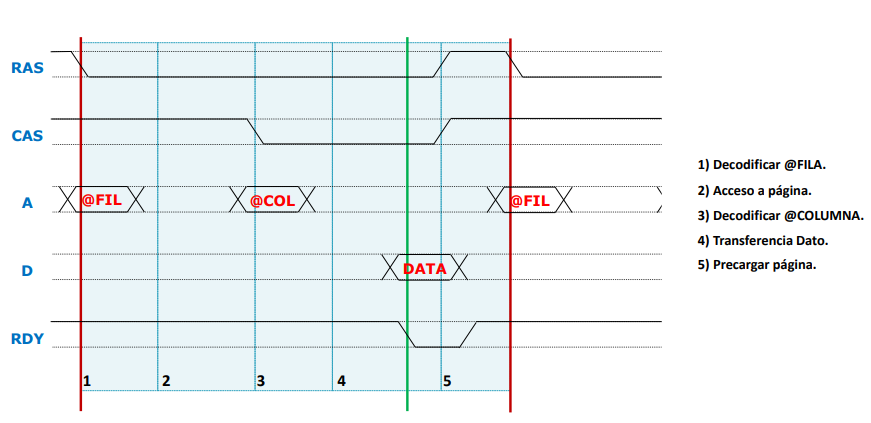 RAS
CAS
A @FIL @COL @FIL
D DATA
RDY
1 2 3 4 5
1) Decodificar @FILA.
2) Acceso a página.
3) Decodificar @COLUMNA.
4) Transferencia Dato.
5) Precargar página.